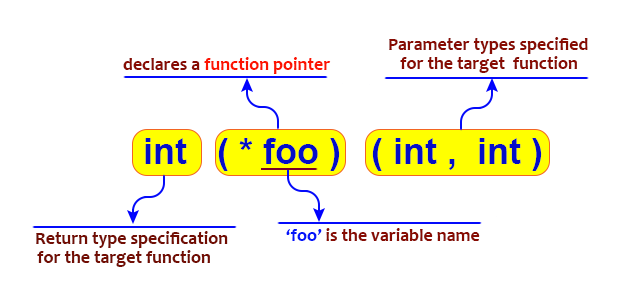 declares a function pointer
Parameter types specified
for the target function
int ( * foo ) ( int , int )
Return type specification
for the target function
‘foo’ is the variable name